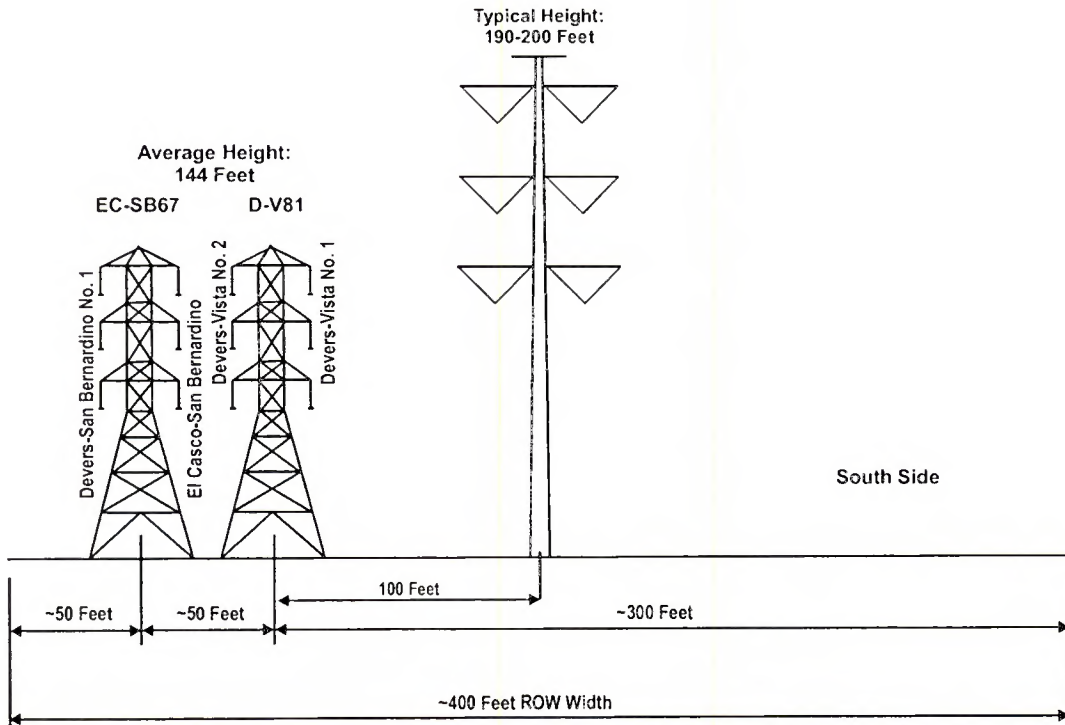 Typical Height:
190-200 Feet
Average Height:
144 Feet
EC-SB67
D-V81
Devers-San Bernardino No. 1
El Casco-San Bernardino
Devers-Vista No. 2
Devers-Vista No. 1
South Side
100 Feet
~50 Feet
~50 Feet
~300 Feet
~400 Feet ROW Width